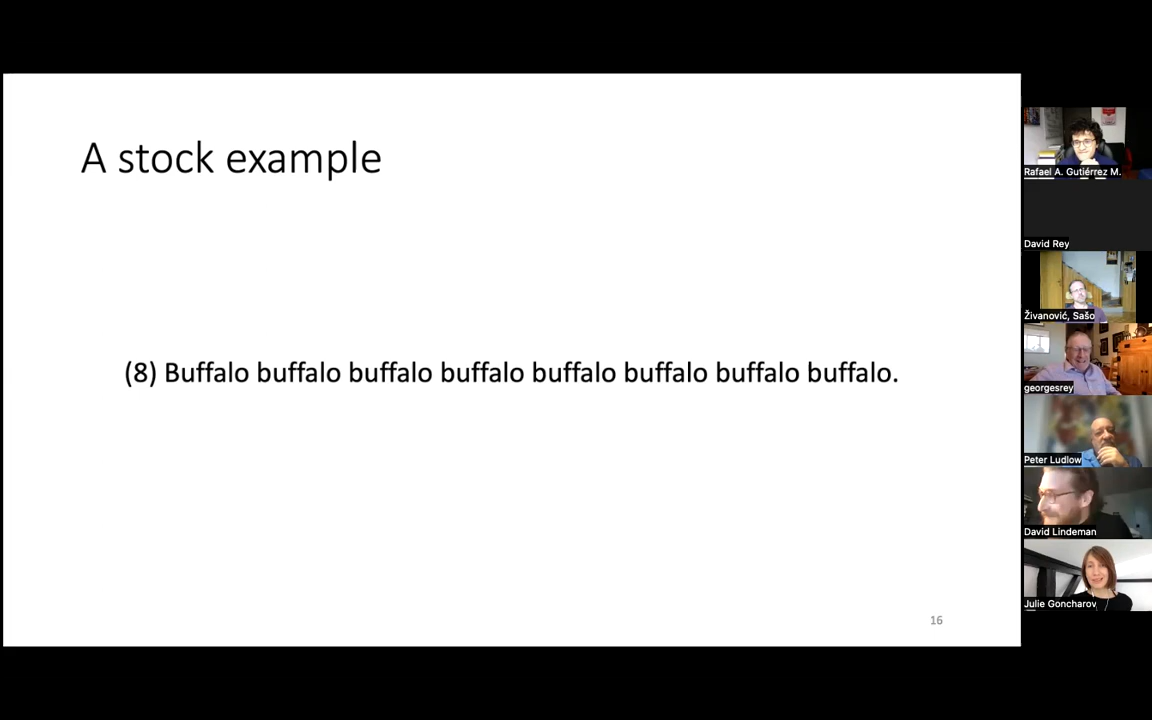 A stock example
(8) Buffalo buffalo buffalo buffalo buffalo buffalo buffalo buffalo.
16
Rafael A. Gutiérrez M.
David Rey
Živanović, Sašo
georgesrey
Peter Ludlow
David Lindeman
Julie Goncharov